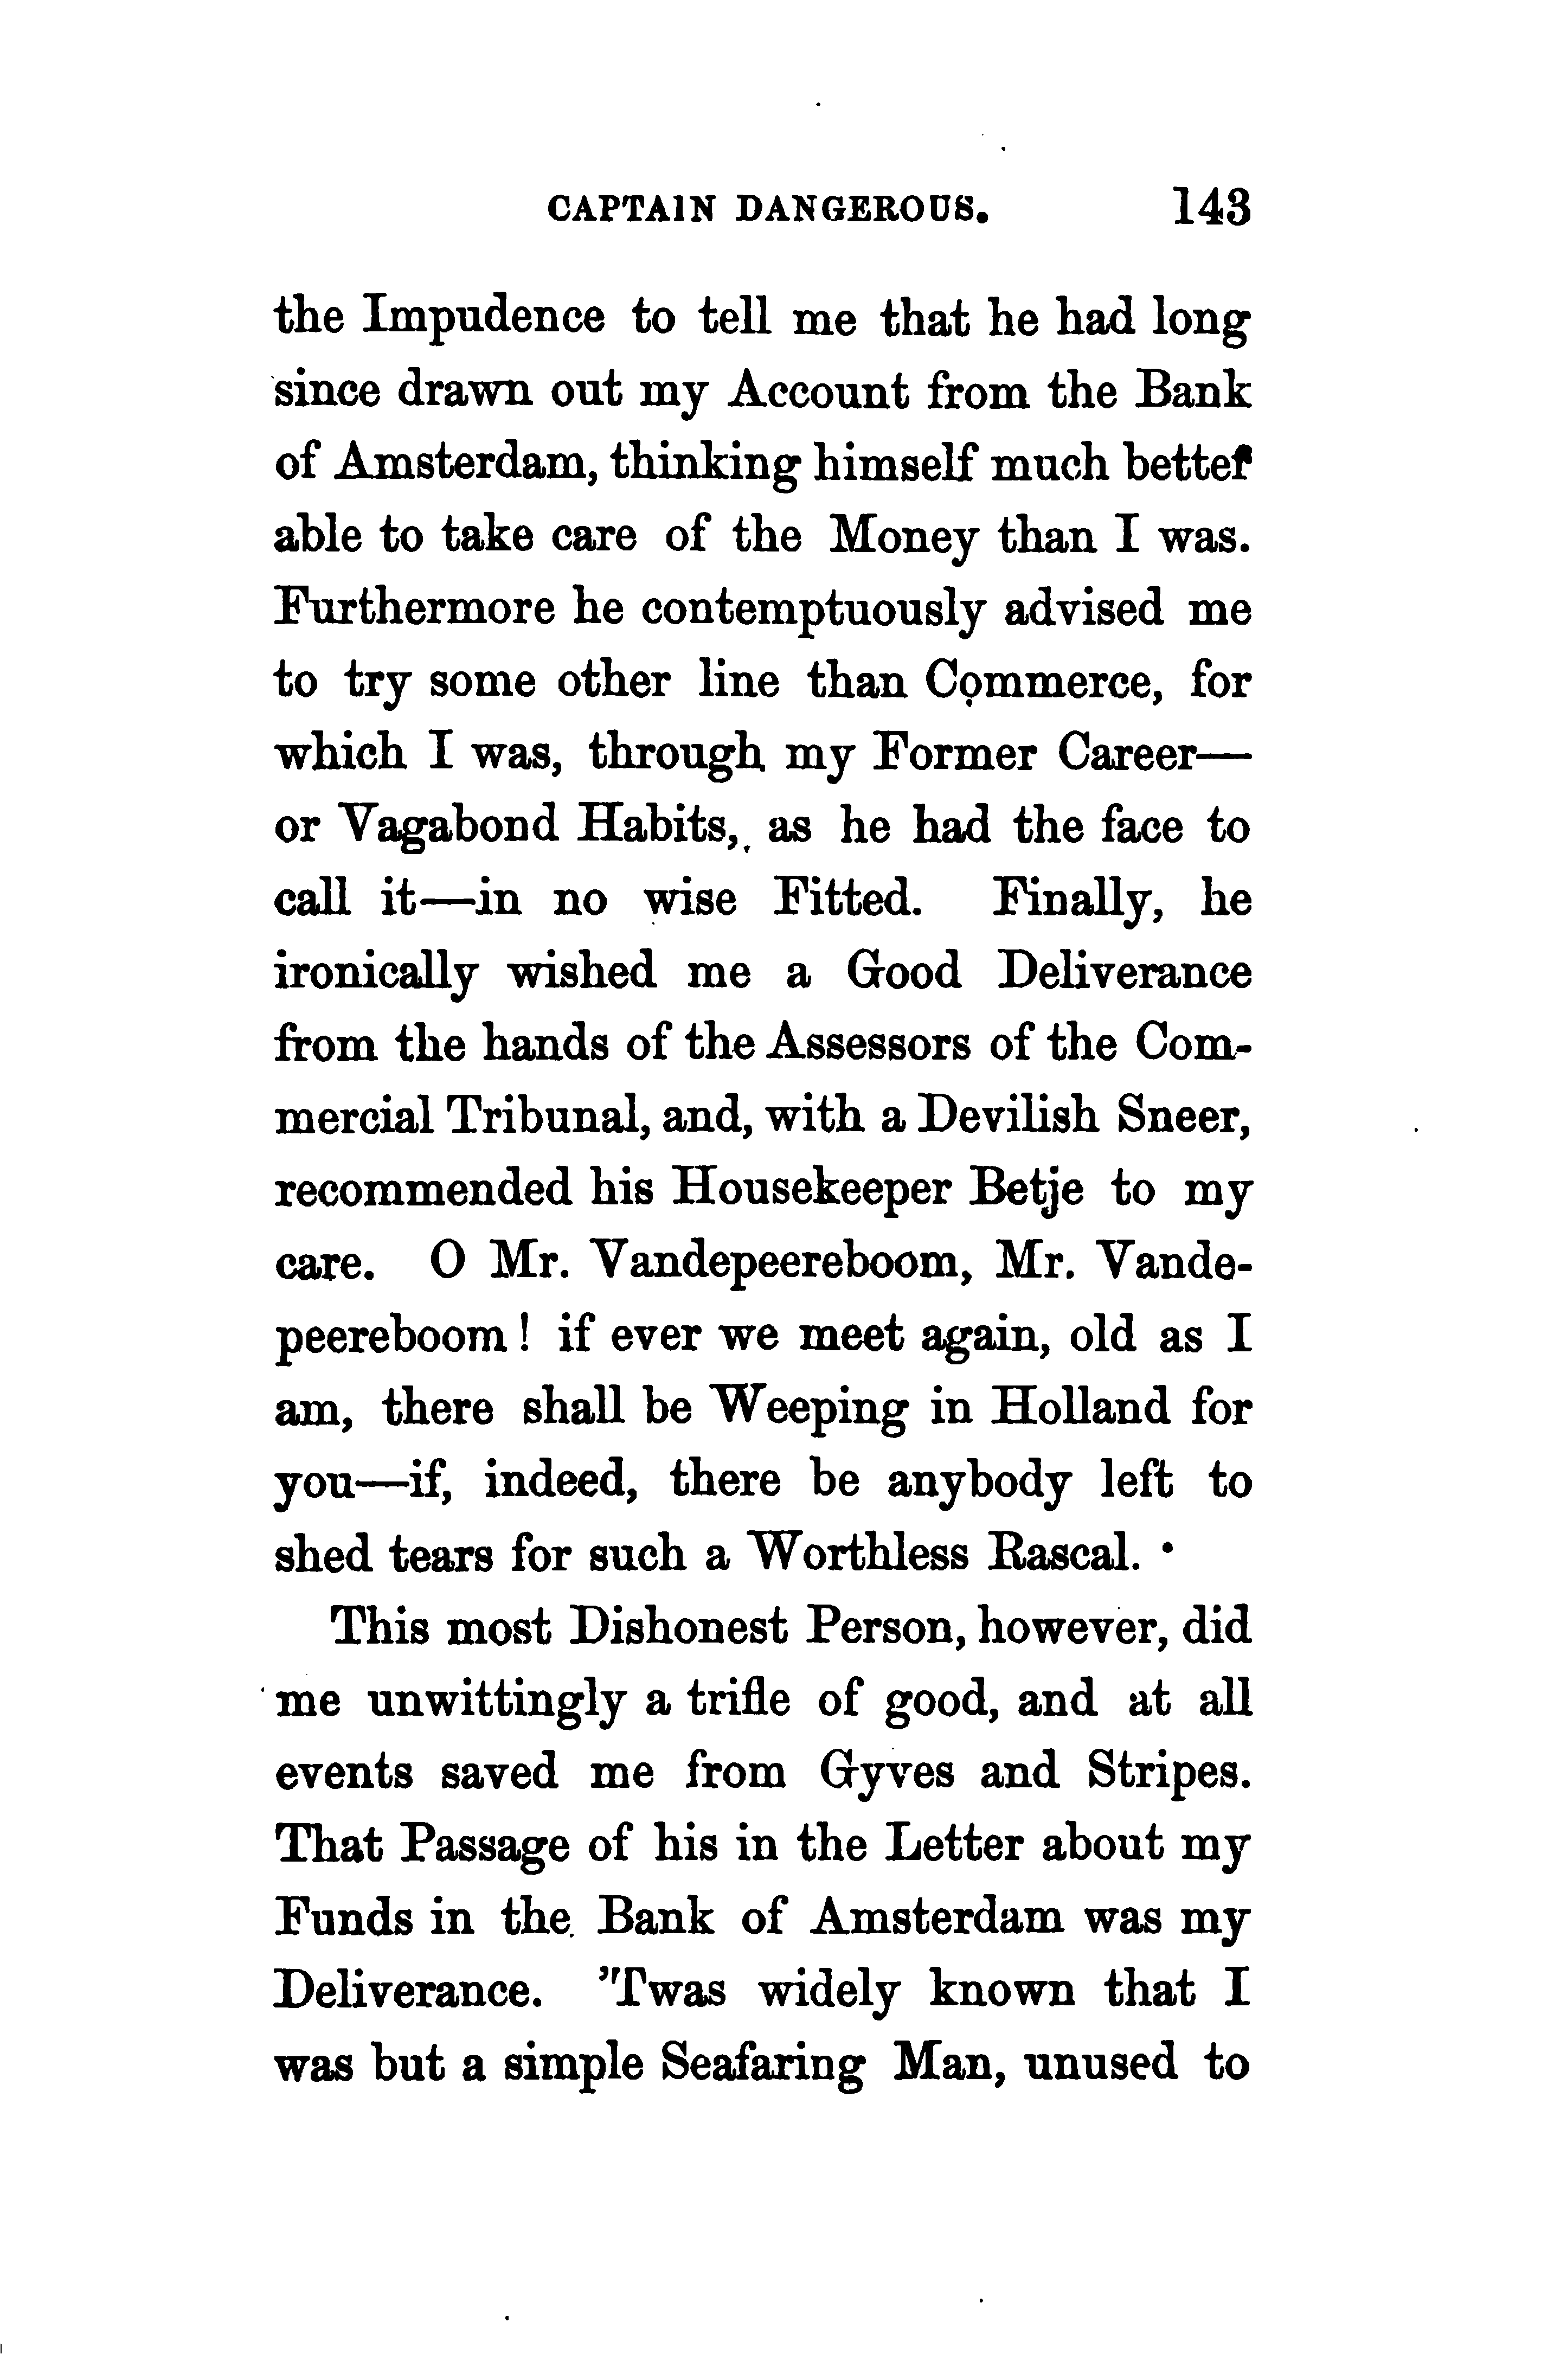 CAPTAIN DANGEROUS. 143
the Impudence to tell me that he had long
since drawn out my Account from the Bank
of Amsterdam, thinking himself much better
able to take care of the Money than I was.
Furthermore he contemptuously advised me
to try some other line than Commerce, for
which I was, through my Former Career—
or Vagabond Habits, as he had the face to
call it—in no wise Fitted. Finally, he
ironically wished me a Good Deliverance
from the hands of the Assessors of the Com-
mercial Tribunal, and, with a Devilish Sneer,
recommended his Housekeeper Betje to my
care. O Mr. Vandepeereboom, Mr. Vande-
peereboom! if ever we meet again, old as I
am, there shall be Weeping in Holland for
you—if, indeed, there be anybody left to
shed tears for such a Worthless Rascal.
This most Dishonest Person, however, did
me unwittingly a trifle of good, and at all
events saved me from Gyves and Stripes.
That Passage of his in the Letter about my
Funds in the Bank of Amsterdam was my
Deliverance. 'Twas widely known that I
was but a simple Seafaring Man, unused to